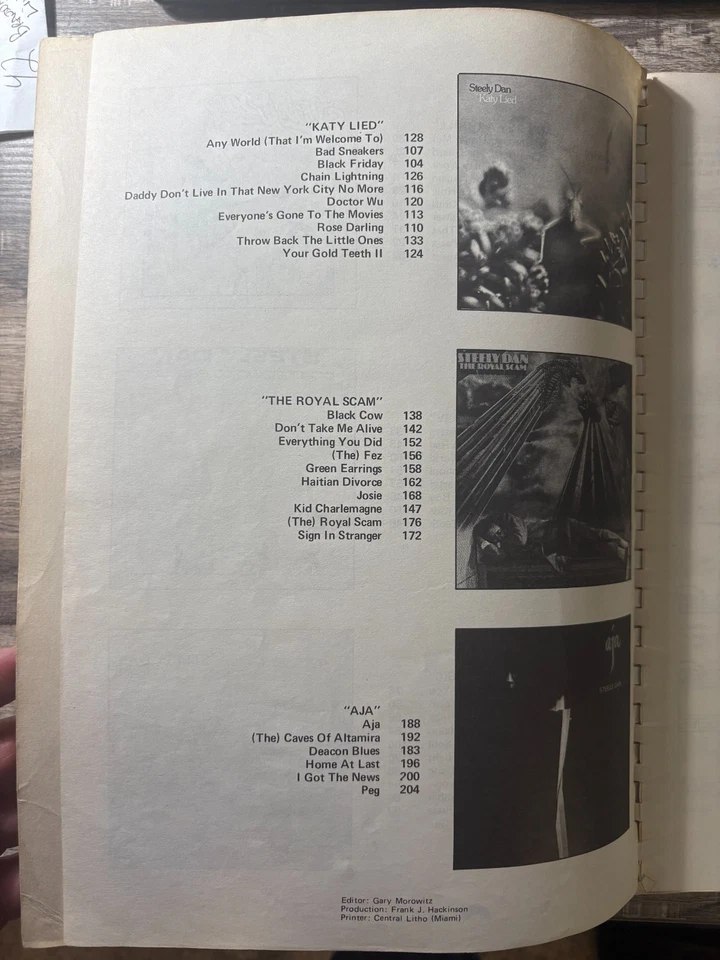 "KATY LIED"
Any World (That I'm Welcome To) 128
Bad Sneakers 107
Black Friday 104
Chain Lightning 126
Daddy Don't Live In That New York City No More 116
Doctor Wu 120
Everyone's Gone To The Movies 113
Rose Darling 110
Throw Back The Little Ones 133
Your Gold Teeth II 124
Steely Dan
Katy Lied
"THE ROYAL SCAM"
Black Cow 138
Don't Take Me Alive 142
Everything You Did 152
(The) Fez 156
Green Earrings 158
Haitian Divorce 162
Josie 168
Kid Charlemagne 147
(The) Royal Scam 176
Sign In Stranger 172
STEELY DAN
THE ROYAL SCAM
"AJA"
Aja 188
(The) Caves Of Altamira 192
Deacon Blues 183
Home At Last 196
I Got The News 200
Peg 204
aja
STEELY DAN
Editor: Gary Morowitz
Production: Frank J. Hackinson
Printer: Central Litho (Miami)